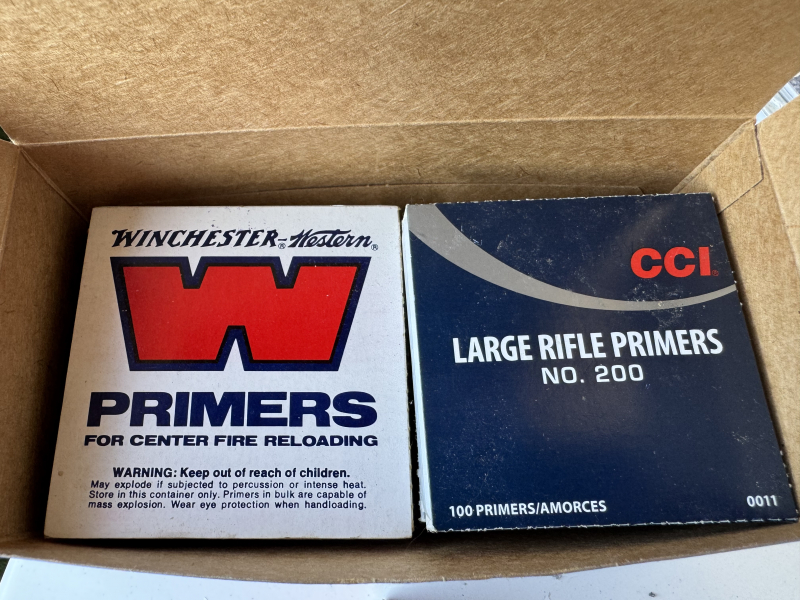 WINCHESTER®-Western®
W
PRIMERS
FOR CENTER FIRE RELOADING
WARNING: Keep out of reach of children.
May explode if subjected to percussion or intense heat.
Store in this container only. Primers in bulk are capable of
mass explosion. Wear eye protection when handloading.
CCI®
LARGE RIFLE PRIMERS
NO. 200
100 PRIMERS/AMORCES
0011